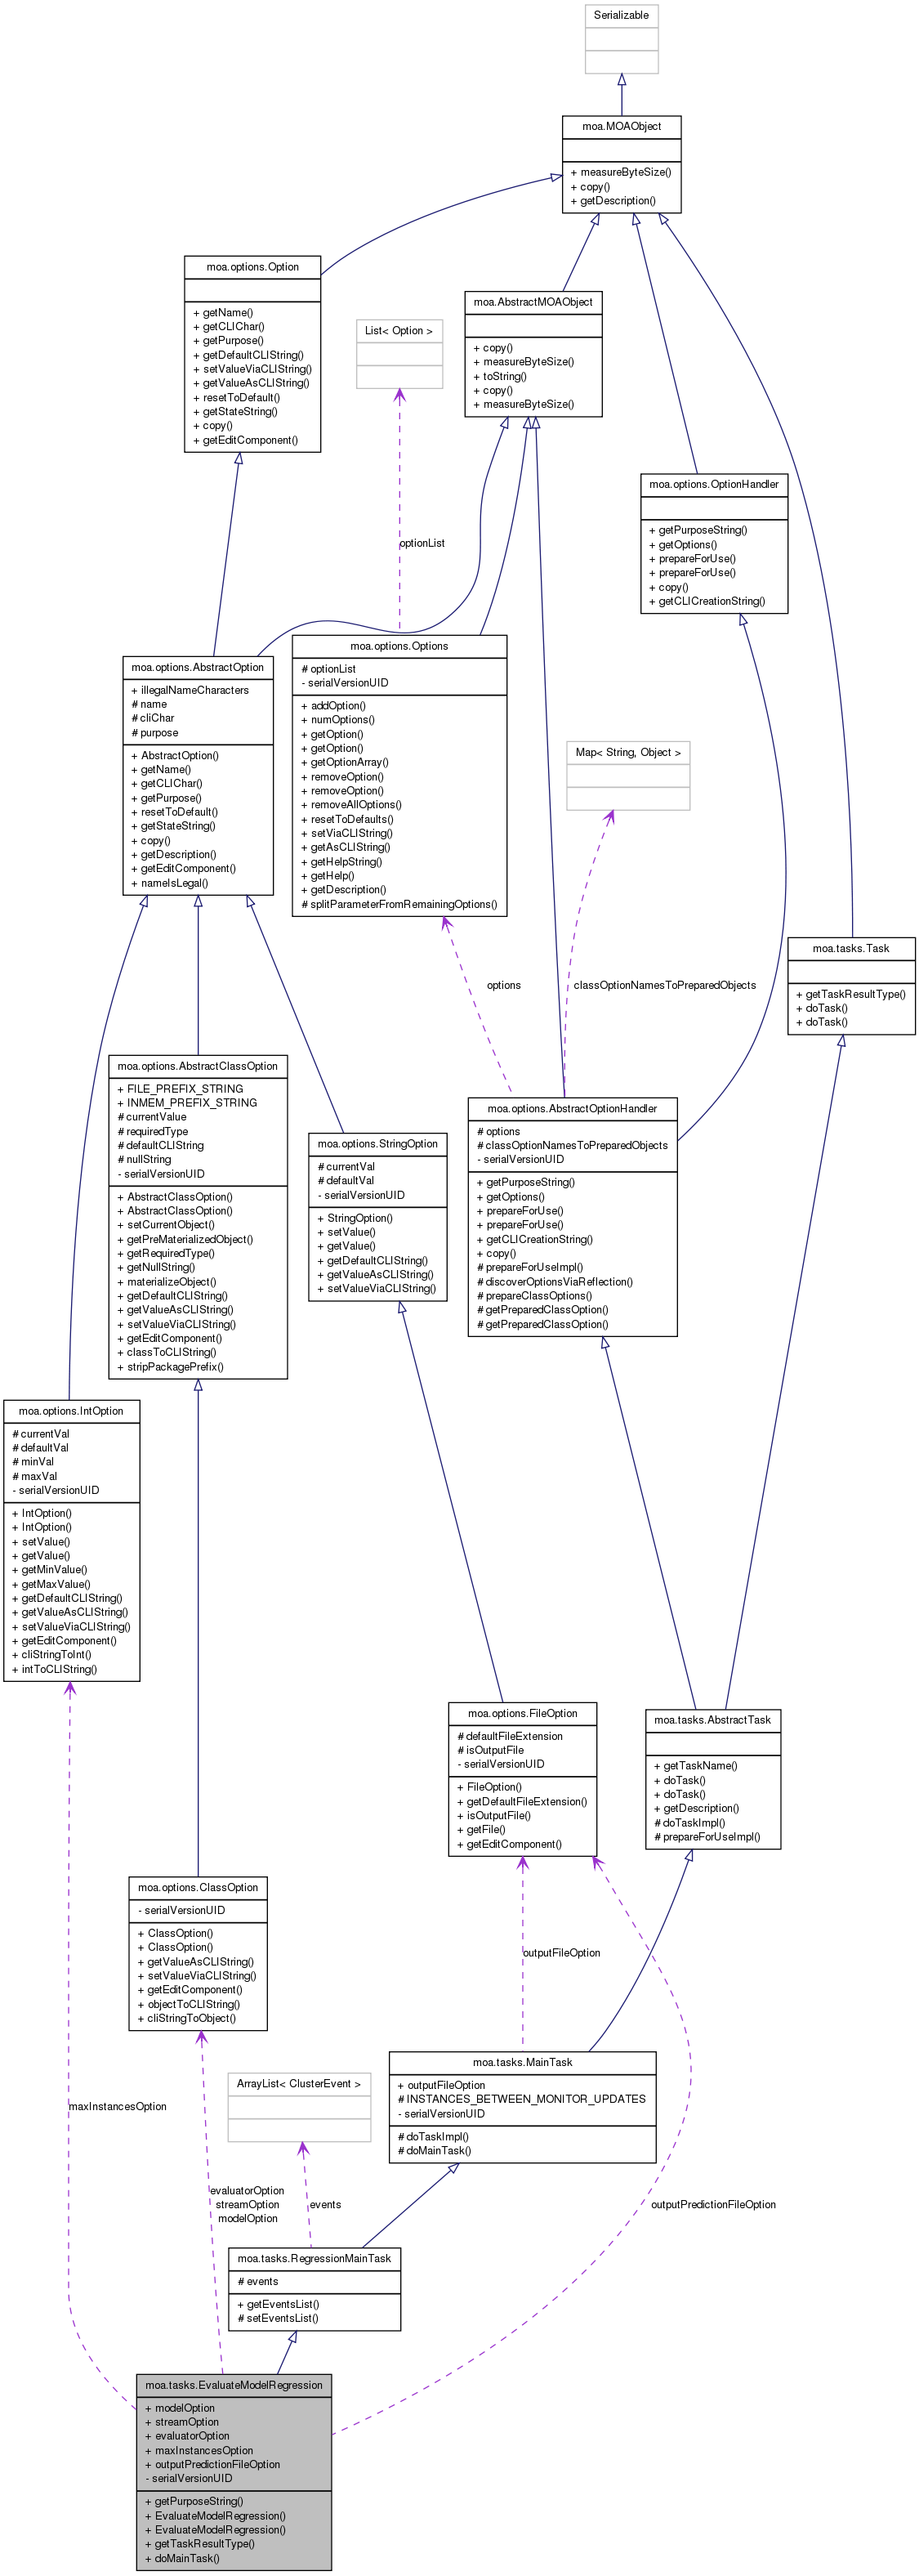 Serializable
moa.MOAObject
+ measureByteSize()
+ copy()
+ getDescription()
moa.options.Option
+ getName()
+ getCLIChar()
+ getPurpose()
+ getDefaultCLIString()
+ setValueViaCLIString()
+ getValueAsCLIString()
+ resetToDefault()
+ getStateString()
+ copy()
+ getEditComponent()
moa.AbstractMOAObject
+ copy()
+ measureByteSize()
+ toString()
+ copy()
+ measureByteSize()
List< Option >
moa.options.OptionHandler
+ getPurposeString()
+ getOptions()
+ prepareForUse()
+ prepareForUse()
+ copy()
+ getCLICreationString()
optionList
moa.options.AbstractOption
+ illegalNameCharacters
# name
# cliChar
# purpose
+ AbstractOption()
+ getName()
+ getCLIChar()
+ getPurpose()
+ resetToDefault()
+ getStateString()
+ copy()
+ getDescription()
+ getEditComponent()
+ nameIsLegal()
moa.options.Options
# optionList
- serialVersionUID
+ addOption()
+ numOptions()
+ getOption()
+ getOption()
+ getOptionArray()
+ removeOption()
+ removeOption()
+ removeAllOptions()
+ resetToDefaults()
+ setViaCLIString()
+ getAsCLIString()
+ getHelpString()
+ getHelp()
+ getDescription()
# splitParameterFromRemainingOptions()
Map< String, Object >
moa.tasks.Task
+ getTaskResultType()
+ doTask()
+ doTask()
options
classOptionNamesToPreparedObjects
moa.options.AbstractClassOption
+ FILE_PREFIX_STRING
+ INMEM_PREFIX_STRING
# currentValue
# requiredType
# defaultCLIString
# nullString
- serialVersionUID
+ AbstractClassOption()
+ AbstractClassOption()
+ setCurrentObject()
+ getPreMaterializedObject()
+ getRequiredType()
+ getNullString()
+ materializeObject()
+ getDefaultCLIString()
+ getValueAsCLIString()
+ setValueViaCLIString()
+ getEditComponent()
+ classToCLIString()
+ stripPackagePrefix()
moa.options.StringOption
# currentVal
# defaultVal
- serialVersionUID
+ StringOption()
+ setValue()
+ getValue()
+ getDefaultCLIString()
+ getValueAsCLIString()
+ setValueViaCLIString()
moa.options.AbstractOptionHandler
# options
# classOptionNamesToPreparedObjects
- serialVersionUID
+ getPurposeString()
+ getOptions()
+ prepareForUse()
+ prepareForUse()
+ getCLICreationString()
+ copy()
# prepareForUseImpl()
# discoverOptionsViaReflection()
# prepareClassOptions()
# getPreparedClassOption()
# getPreparedClassOption()
moa.options.IntOption
# currentVal
# defaultVal
# minVal
# maxVal
- serialVersionUID
+ IntOption()
+ IntOption()
+ setValue()
+ getValue()
+ getMinValue()
+ getMaxValue()
+ getDefaultCLIString()
+ getValueAsCLIString()
+ setValueViaCLIString()
+ getEditComponent()
+ cliStringToInt()
+ intToCLIString()
moa.options.FileOption
# defaultFileExtension
# isOutputFile
- serialVersionUID
+ FileOption()
+ getDefaultFileExtension()
+ isOutputFile()
+ getFile()
+ getEditComponent()
moa.tasks.AbstractTask
+ getTaskName()
+ doTask()
+ doTask()
+ getDescription()
# doTaskImpl()
# prepareForUseImpl()
moa.options.ClassOption
- serialVersionUID
+ ClassOption()
+ ClassOption()
+ getValueAsCLIString()
+ setValueViaCLIString()
+ getEditComponent()
+ objectToCLIString()
+ cliStringToObject()
outputFileOption
moa.tasks.MainTask
+ outputFileOption
# INSTANCES_BETWEEN_MONITOR_UPDATES
- serialVersionUID
# doTaskImpl()
# doMainTask()
ArrayList< ClusterEvent >
maxInstancesOption
evaluatorOption
streamOption
modelOption
events
outputPredictionFileOption
moa.tasks.RegressionMainTask
# events
+ getEventsList()
# setEventsList()
moa.tasks.EvaluateModelRegression
+ modelOption
+ streamOption
+ evaluatorOption
+ maxInstancesOption
+ outputPredictionFileOption
- serialVersionUID
+ getPurposeString()
+ EvaluateModelRegression()
+ EvaluateModelRegression()
+ getTaskResultType()
+ doMainTask()